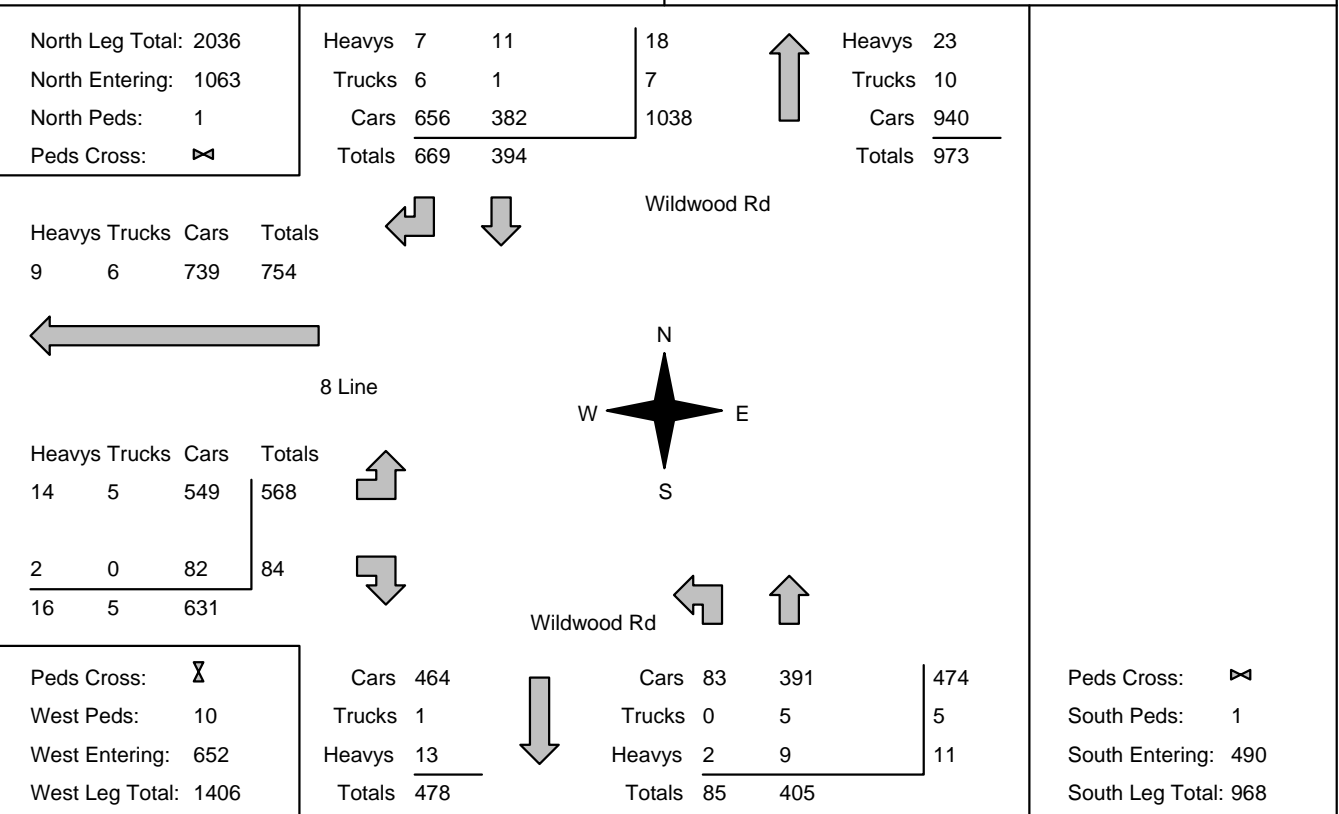 North Leg Total: 2036
North Entering: 1063
North Peds: 1
Peds Cross:
Heavys 7 11 18
Trucks 6 1 7
Cars 656 382 1038
Totals 669 394
Heavys 23
Trucks 10
Cars 940
Totals 973
Wildwood Rd
Heavys Trucks Cars Totals
9 6 739 754
8 Line
N
W E
S
Heavys Trucks Cars Totals
14 5 549 568
2 0 82 84
16 5 631
Wildwood Rd
Peds Cross:
West Peds: 10
West Entering: 652
West Leg Total: 1406
Cars 464
Trucks 1
Heavys 13
Totals 478
Cars 83 391 474
Trucks 0 5 5
Heavys 2 9 11
Totals 85 405
Peds Cross:
South Peds: 1
South Entering: 490
South Leg Total: 968